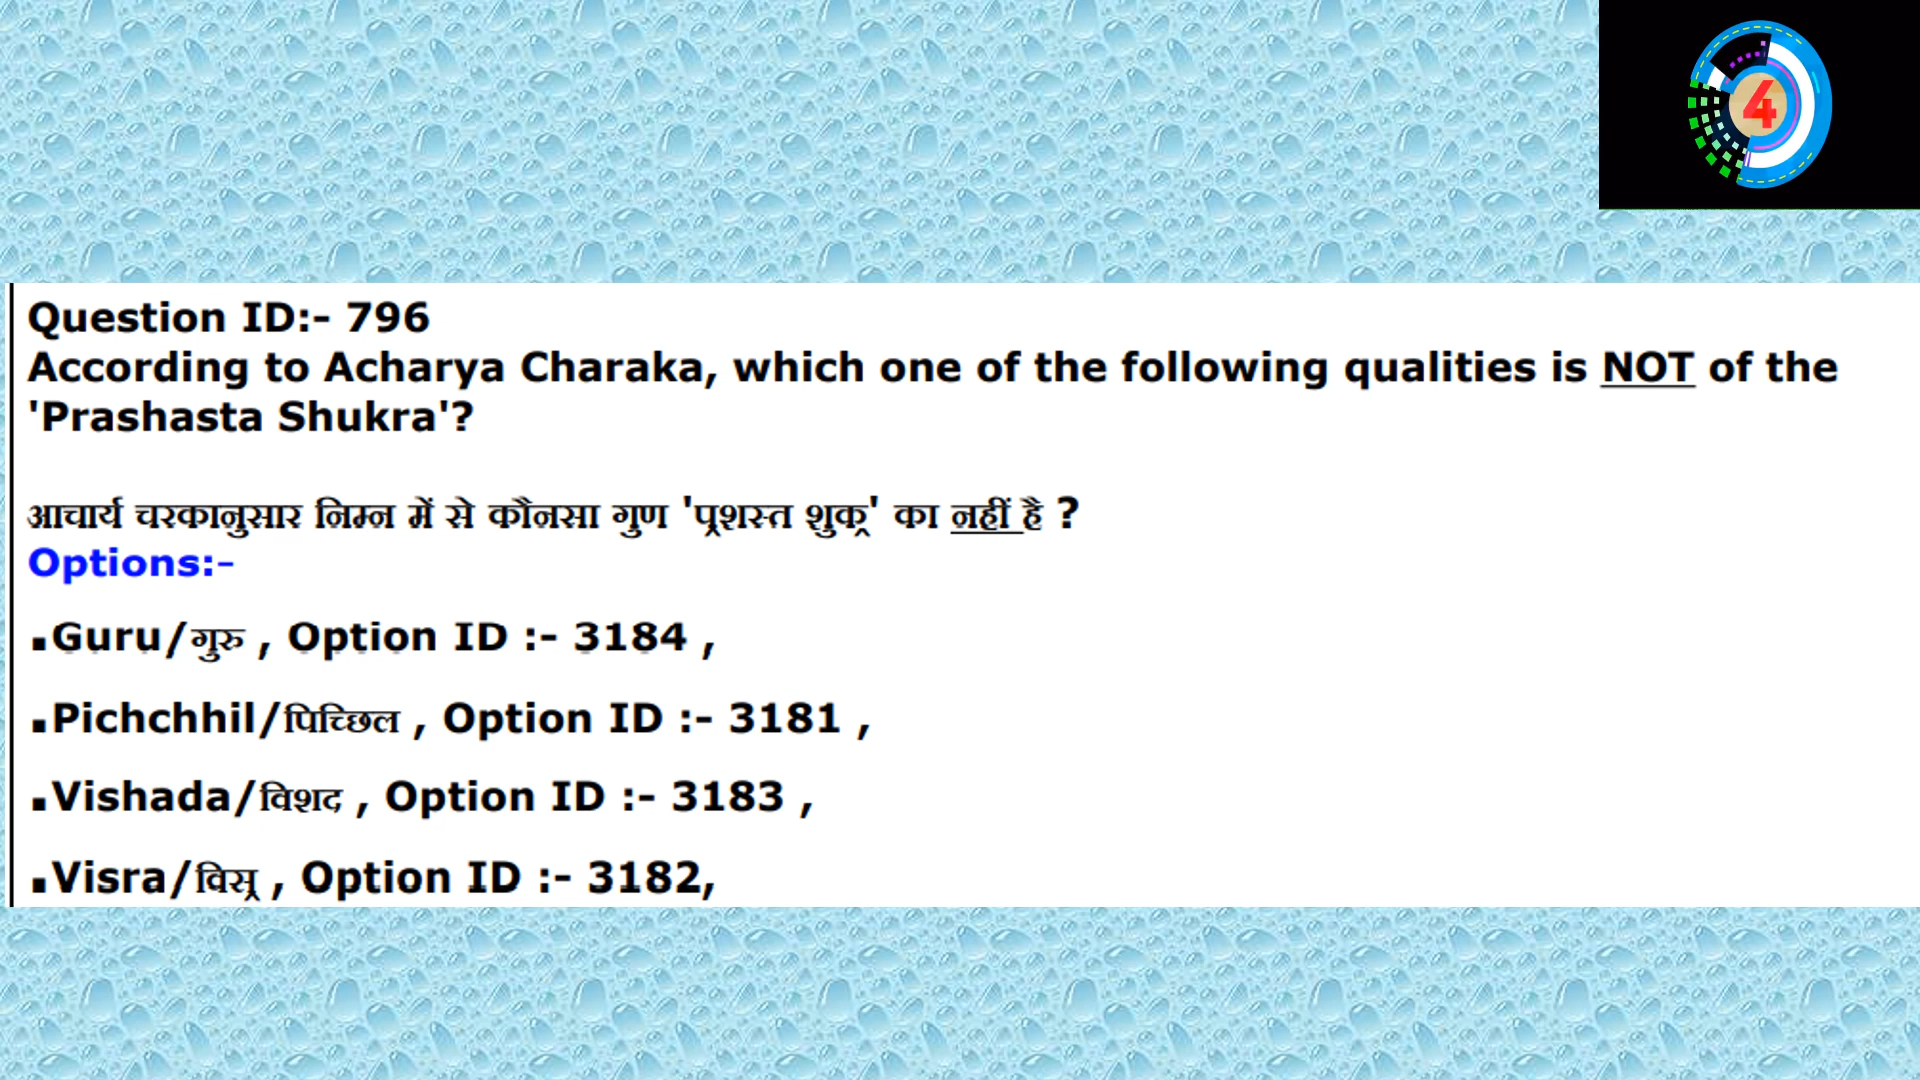 4
Question ID:- 796
According to Acharya Charaka, which one of the following qualities is NOT of the
'Prashasta Shukra'?
आचार्य चरकानुसार निम्न में से कौनसा गुण 'प्रशस्त शुक्र' का नहीं है ?
Options:-
▪Guru/गुरु , Option ID :- 3184 ,
▪Pichchhil/पिच्छिल , Option ID :- 3181 ,
▪Vishada/विशद , Option ID :- 3183 ,
▪Visra/विस्र , Option ID :- 3182,